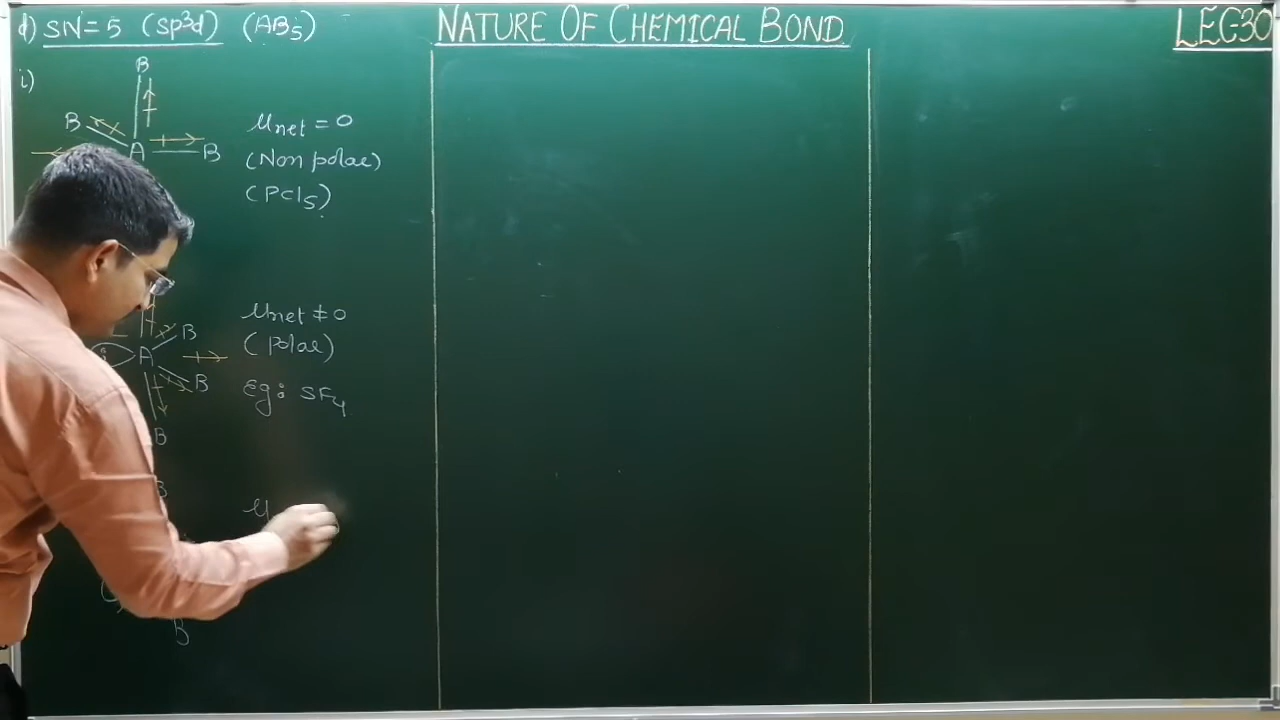 NATURE OF CHEMICAL BOND
LEC-30
d) SN=5 (sp³d) (AB₅)
i)
B
B
A
B
μnet = 0
(Non polar)
(PCl₅)
μnet ≠ 0
(Polar)
Eg: SF₄
B
A
B
B
B
μ
B